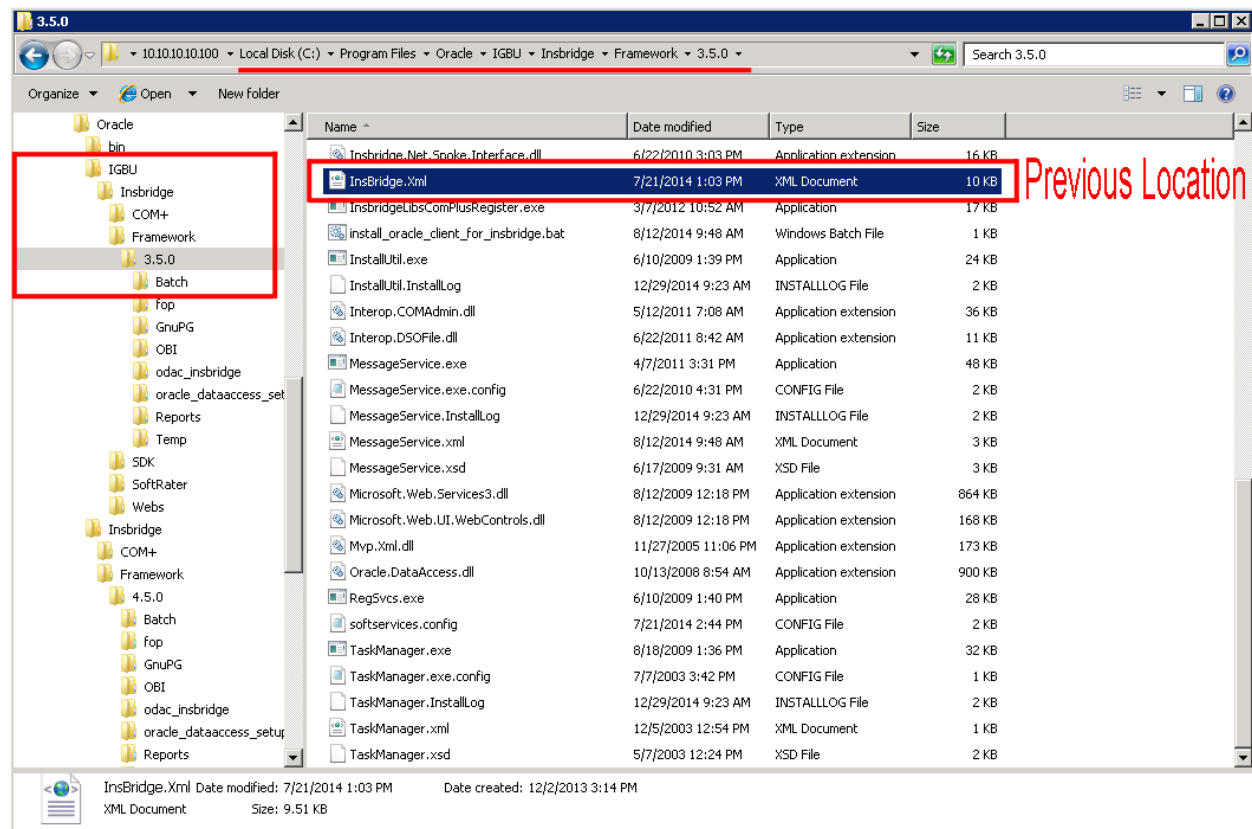 3.5.0
10.10.10.10.100 Local Disk (C:) Program Files Oracle IGBU Insbridge Framework 3.5.0
Search 3.5.0
Organize Open New folder
Oracle
bin
IGBU
Insbridge
COM+
Framework
3.5.0
Batch
fop
GnuPG
OBI
odac_insbridge
oracle_dataaccess_set
Reports
Temp
SDK
SoftRater
Webs
Insbridge
COM+
Framework
4.5.0
Batch
fop
GnuPG
OBI
odac_insbridge
oracle_dataaccess_setup
Reports
Name Date modified Type Size
Insbridge.Net.Spoke.Interface.dll 6/22/2010 3:03 PM Application extension 16 KB
InsBridge.Xml 7/21/2014 1:03 PM XML Document 10 KB
Previous Location
InsbridgeLibsComPlusRegister.exe 3/7/2012 10:52 AM Application 17 KB
install_oracle_client_for_insbridge.bat 8/12/2014 9:48 AM Windows Batch File 1 KB
InstallUtil.exe 6/10/2009 1:39 PM Application 24 KB
InstallUtil.InstallLog 12/29/2014 9:23 AM INSTALLLOG File 2 KB
Interop.COMAdmin.dll 5/12/2011 7:08 AM Application extension 36 KB
Interop.DSOFile.dll 6/22/2011 8:42 AM Application extension 11 KB
MessageService.exe 4/7/2011 3:31 PM Application 48 KB
MessageService.exe.config 6/22/2010 4:31 PM CONFIG File 2 KB
MessageService.InstallLog 12/29/2014 9:23 AM INSTALLLOG File 2 KB
MessageService.xml 8/12/2014 9:48 AM XML Document 3 KB
MessageService.xsd 6/17/2009 9:31 AM XSD File 3 KB
Microsoft.Web.Services3.dll 8/12/2009 12:18 PM Application extension 864 KB
Microsoft.Web.UI.WebControls.dll 8/12/2009 12:18 PM Application extension 168 KB
Mvp.Xml.dll 11/27/2005 11:06 PM Application extension 173 KB
Oracle.DataAccess.dll 10/13/2008 8:54 AM Application extension 900 KB
RegSvcs.exe 6/10/2009 1:40 PM Application 28 KB
softservices.config 7/21/2014 2:44 PM CONFIG File 2 KB
TaskManager.exe 8/18/2009 1:36 PM Application 32 KB
TaskManager.exe.config 7/7/2003 3:42 PM CONFIG File 1 KB
TaskManager.InstallLog 12/29/2014 9:23 AM INSTALLLOG File 2 KB
TaskManager.xml 12/5/2003 12:54 PM XML Document 1 KB
TaskManager.xsd 5/7/2003 12:24 PM XSD File 2 KB
InsBridge.Xml Date modified: 7/21/2014 1:03 PM Date created: 12/2/2013 3:14 PM
XML Document Size: 9.51 KB